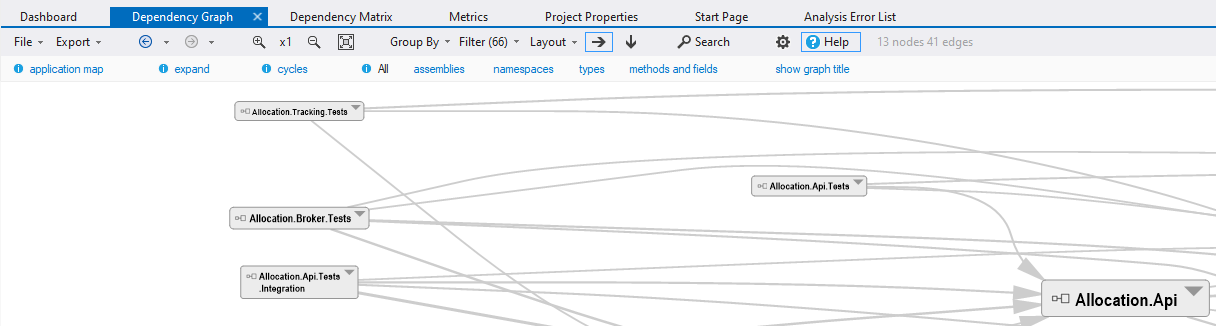 Dashboard Dependency Graph Dependency Matrix Metrics Project Properties Start Page Analysis Error List
File Export x1 Group By Filter (66) Layout Search Help 13 nodes 41 edges
application map expand cycles All assemblies namespaces types methods and fields show graph title
Allocation.Tracking.Tests
Allocation.Api.Tests
Allocation.Broker.Tests
Allocation.Api.Tests
.Integration
Allocation.Api